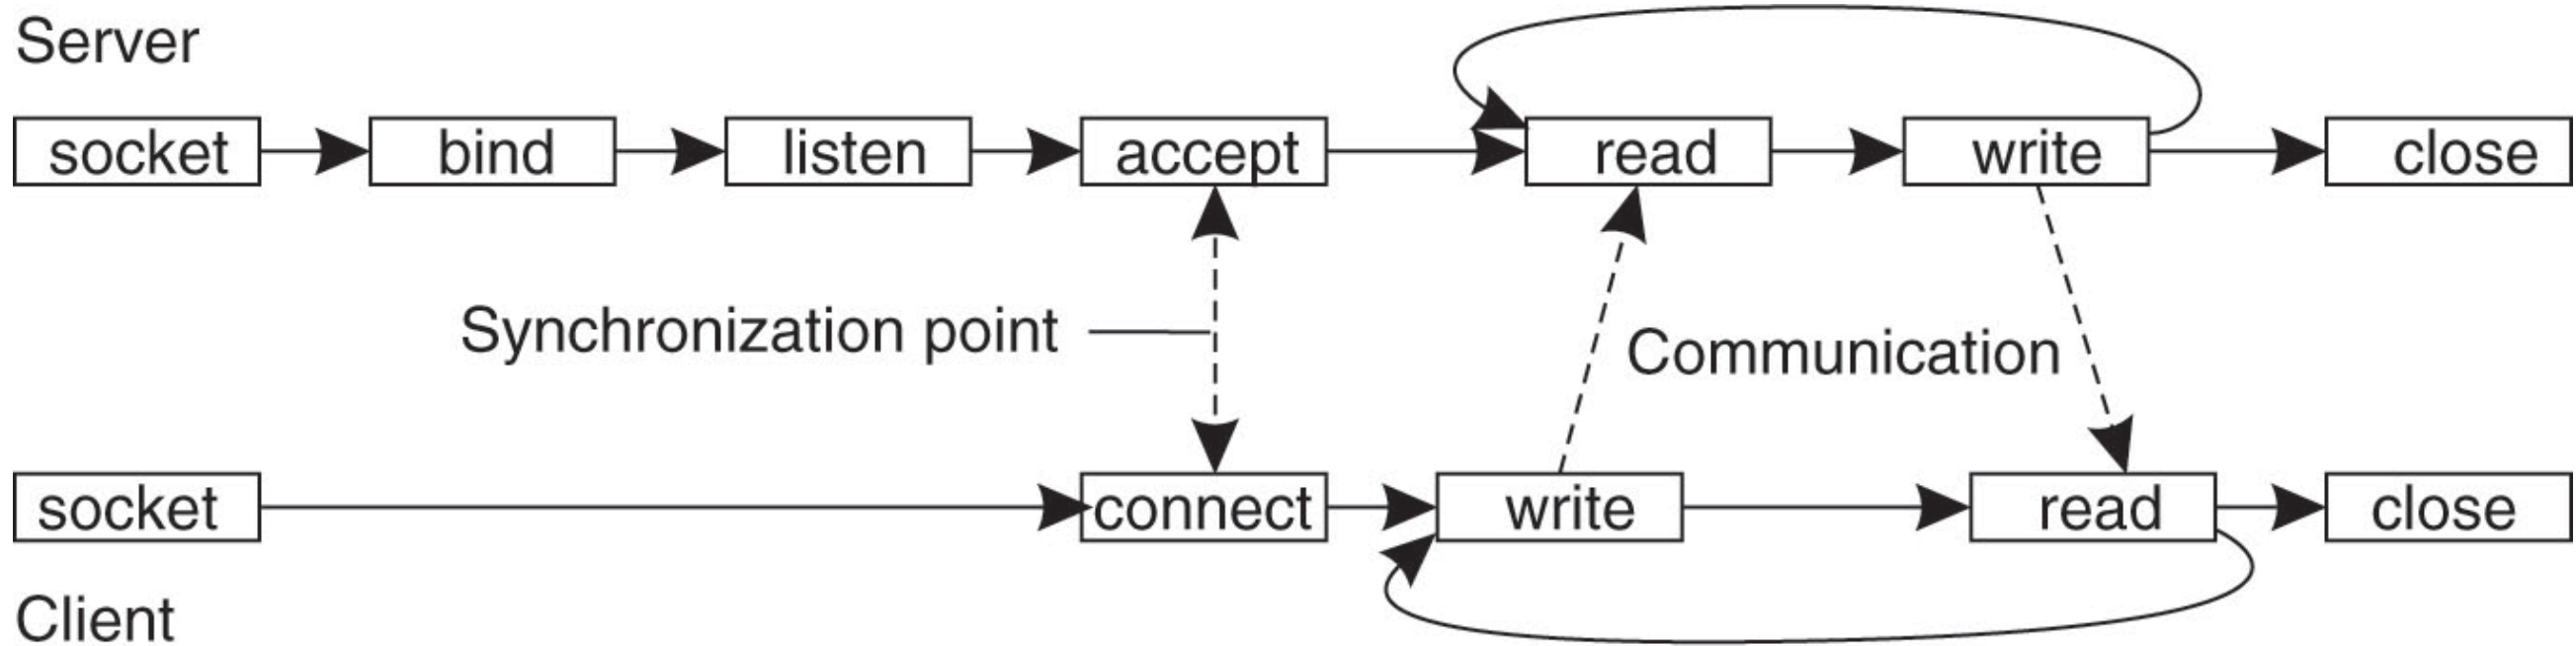 Server
socket bind listen accept read write close
Synchronization point
Communication
socket connect write read close
Client